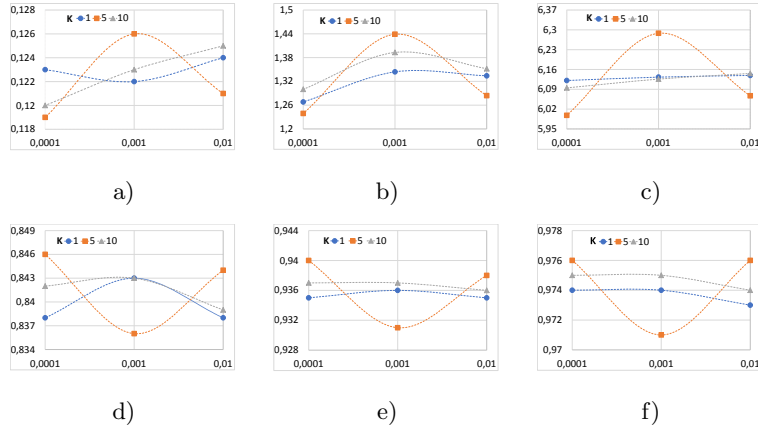 0,128
0,126
0,124
0,122
0,12
0,118
K 1 5 10
0,0001 0,001 0,01
a)
1,5
1,44
1,38
1,32
1,26
1,2
K 1 5 10
0,0001 0,001 0,01
b)
6,37
6,3
6,23
6,16
6,09
6,02
5,95
K 1 5 10
0,0001 0,001 0,01
c)
0,849
0,846
0,843
0,84
0,837
0,834
K 1 5 10
0,0001 0,001 0,01
d)
0,944
0,94
0,936
0,932
0,928
K 1 5 10
0,0001 0,001 0,01
e)
0,978
0,976
0,974
0,972
0,97
K 1 5 10
0,0001 0,001 0,01
f)